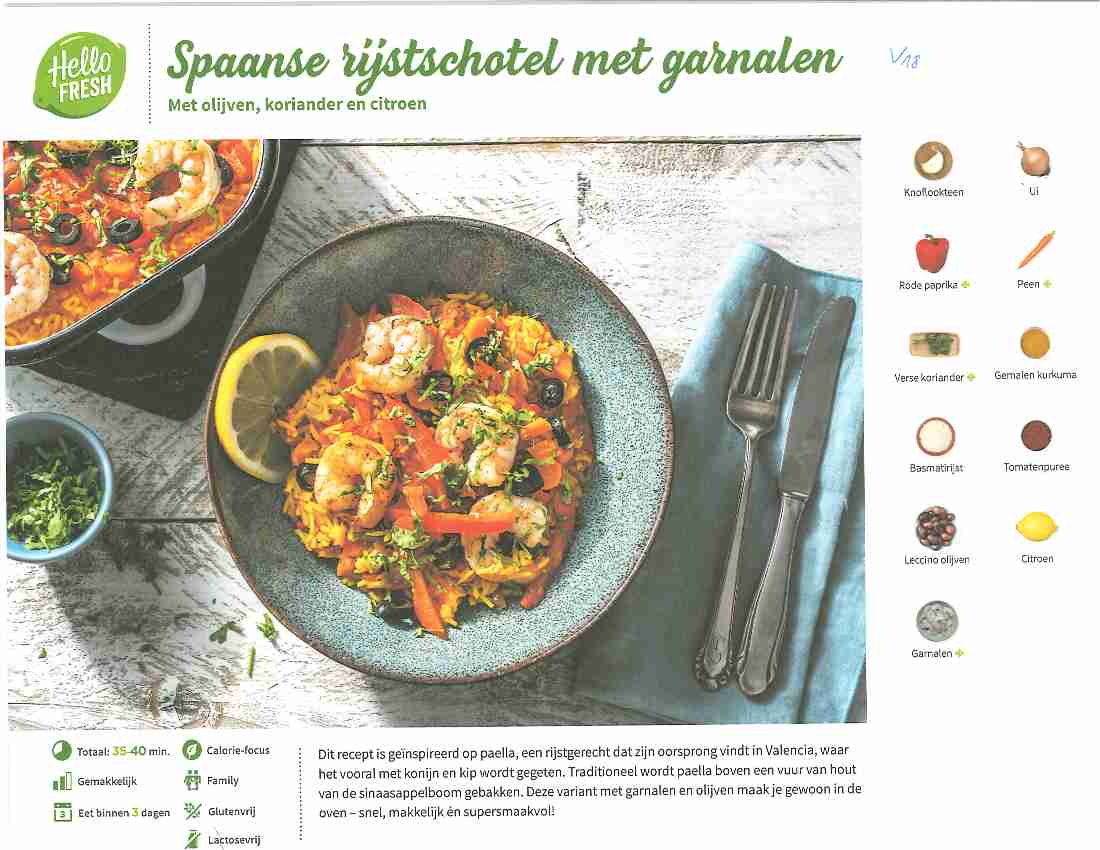 Hello
FRESH
Spaanse rijstschotel met garnalen
Met olijven, koriander en citroen
V18
Knoflookteen
Ui
Rode paprika
Peen
Verse koriander
Gemalen kurkuma
Basmatirijst
Tomatenpuree
Leccino olijven
Citroen
Garnalen
Totaal: 35-40 min.
Calorie-focus
Gemakkelijk
Family
3
Eet binnen 3 dagen
Glutenvrij
Lactosevrij
Dit recept is geïnspireerd op paella, een rijstgerecht dat zijn oorsprong vindt in Valencia, waar
het vooral met konijn en kip wordt gegeten. Traditioneel wordt paella boven een vuur van hout
van de sinaasappelboom gebakken. Deze variant met garnalen en olijven maak je gewoon in de
oven – snel, makkelijk én supersmaakvol!